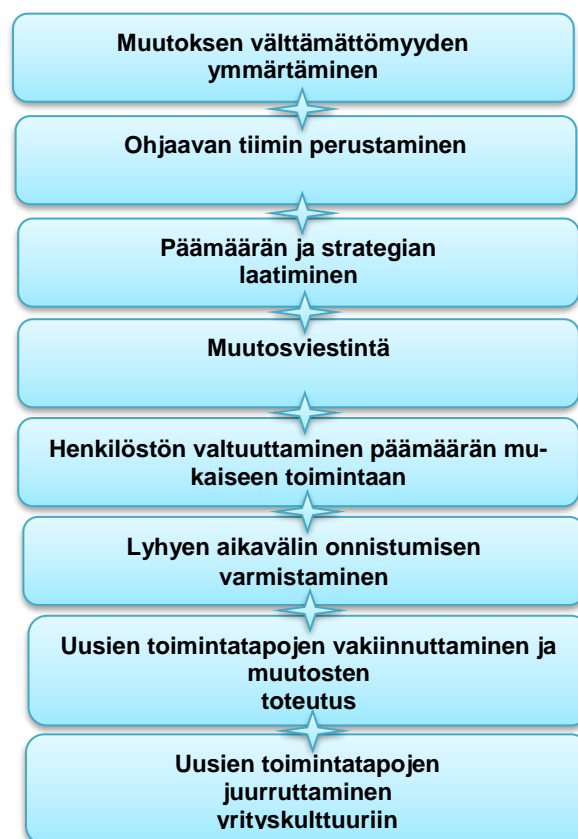 Muutoksen välttämättömyyden
ymmärtäminen
Ohjaavan tiimin perustaminen
Päämäärän ja strategian
laatiminen
Muutosviestintä
Henkilöstön valtuuttaminen päämäärän mu-
kaiseen toimintaan
Lyhyen aikavälin onnistumisen
varmistaminen
Uusien toimintatapojen vakiinnuttaminen ja
muutosten
toteutus
Uusien toimintatapojen
juurruttaminen
yrityskulttuuriin